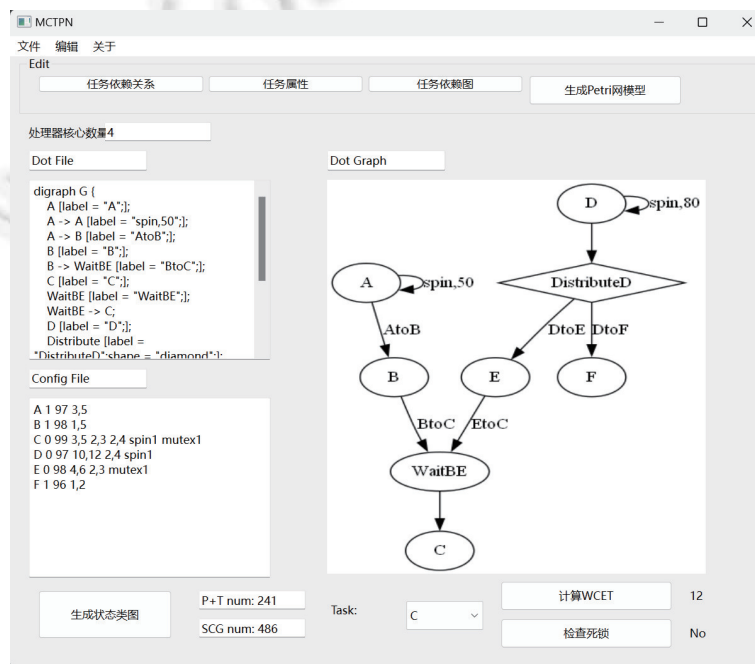 MCTPN
文件 编辑 关于
Edit
任务依赖关系 任务属性 任务依赖图 生成Petri网模型
处理器核心数量4
Dot File
Dot Graph
digraph G {
A [label = "A";];
A -> A [label = "spin,50";];
A -> B [label = "AtoB";];
B [label = "B";];
B -> WaitBE [label = "BtoC";];
C [label = "C";];
WaitBE [label = "WaitBE";];
WaitBE -> C;
D [label = "D";];
Distribute [label =
"DistributeD";shape = "diamond";];
D
spin,80
A
spin,50
DistributeD
AtoB
DtoE
DtoF
B
E
F
BtoC
EtoC
WaitBE
C
Config File
A 1 97 3,5
B 1 98 1,5
C 0 99 3,5 2,3 2,4 spin1 mutex1
D 0 97 10,12 2,4 spin1
E 0 98 4,6 2,3 mutex1
F 1 96 1,2
生成状态类图
P+T num: 241
SCG num: 486
Task:
C
计算WCET
12
检查死锁
No